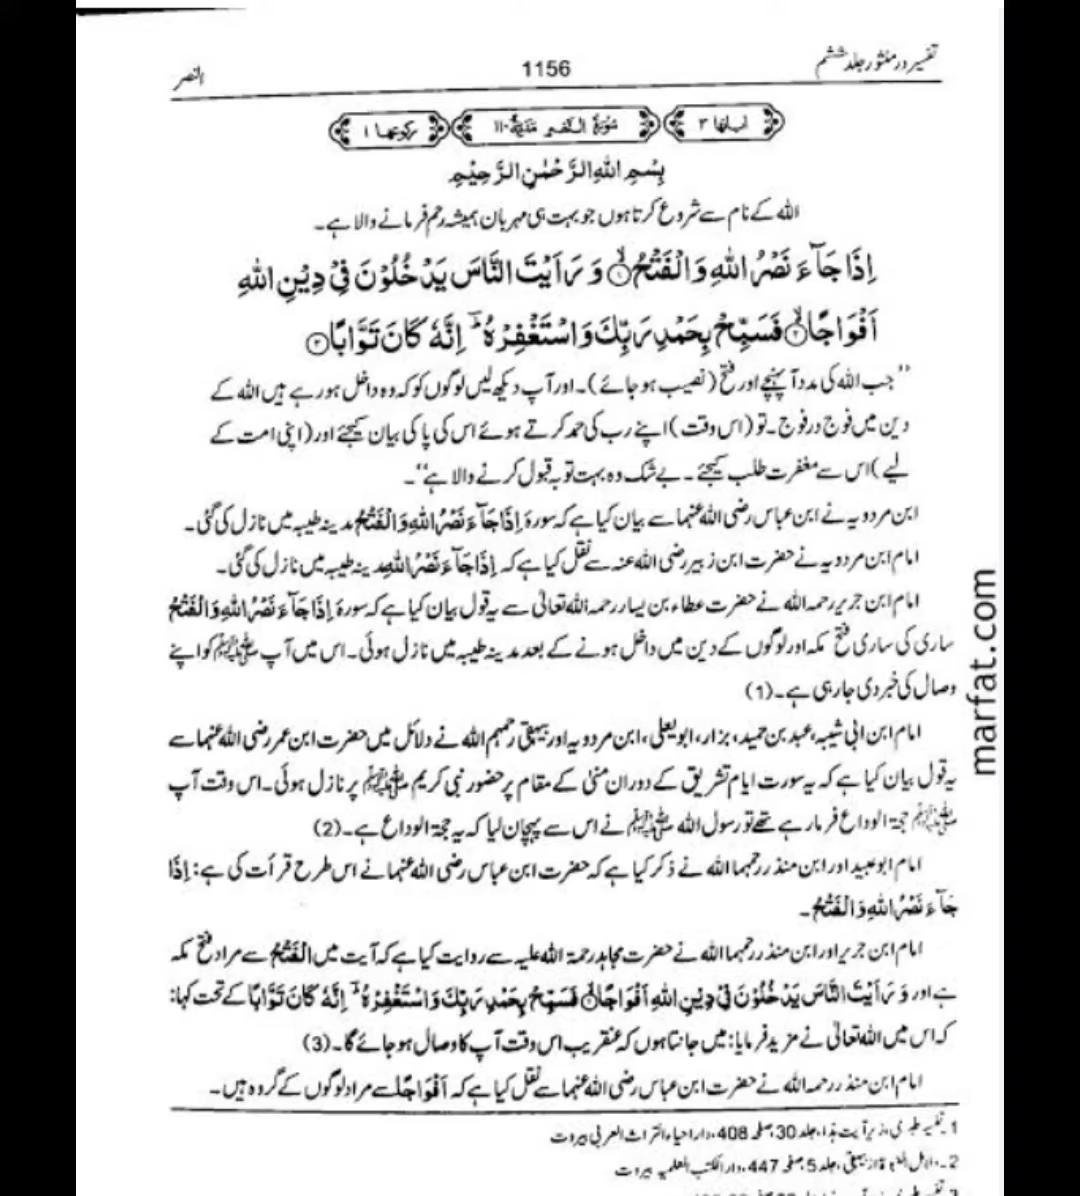 تفسیر درمنثور جلد ششم
1156
النصر
اٰیاتہا ۳
سُوْرَۃُ النَّصْرِ مَدَنِیَّۃٌ ۱۱۰
رکوعہا ۱
بِسْمِ اللّٰهِ الرَّحْمٰنِ الرَّحِیْمِ
اللہ کے نام سے شروع کرتا ہوں جو بہت ہی مہربان ہمیشہ رحم فرمانے والا ہے۔
اِذَا جَآءَ نَصْرُ اللّٰهِ وَالْفَتْحُ ۙ﴿۱﴾ وَ رَاَیْتَ النَّاسَ یَدْخُلُوْنَ فِیْ دِیْنِ اللّٰهِ
اَفْوَاجًا ۙ﴿۲﴾ فَسَبِّحْ بِحَمْدِ رَبِّكَ وَاسْتَغْفِرْهُ ؕ اِنَّهٗ كَانَ تَوَّابًا ﴿۳﴾
”جب اللہ کی مدد آ پہنچے اور فتح (نصیب ہو جائے)۔ اور آپ دیکھ لیں لوگوں کو کہ وہ داخل ہو رہے ہیں اللہ کے
دین میں فوج در فوج۔ تو (اس وقت) اپنے رب کی حمد کرتے ہوئے اس کی پاکی بیان کیجئے اور (اپنی امت کے
لیے) اس سے مغفرت طلب کیجئے۔ بے شک وہ بہت توبہ قبول کرنے والا ہے“۔
ابن مردویہ نے ابن عباس رضی اللہ عنہما سے بیان کیا ہے کہ سورۃ اِذَا جَآءَ نَصْرُ اللّٰهِ وَالْفَتْحُ مدینہ طیبہ میں نازل کی گئی۔
امام ابن مردویہ نے حضرت ابن زبیر رضی اللہ عنہ سے نقل کیا ہے کہ اِذَا جَآءَ نَصْرُ اللّٰهِ مدینہ طیبہ میں نازل کی گئی۔
امام ابن جریر رحمہ اللہ نے حضرت عطاء بن یسار رحمہ اللہ تعالیٰ سے یہ قول بیان کیا ہے کہ سورۃ اِذَا جَآءَ نَصْرُ اللّٰهِ وَالْفَتْحُ
ساری کی ساری فتح مکہ اور لوگوں کے دین میں داخل ہونے کے بعد مدینہ طیبہ میں نازل ہوئی۔ اس میں آپ ﷺ کو اپنے
وصال کی خبر دی جا رہی ہے۔(1)
امام ابن ابی شیبہ، عبد بن حمید، بزار، ابویعلی، ابن مردویہ اور بیہقی رحمہم اللہ نے دلائل میں حضرت ابن عمر رضی اللہ عنہما سے
یہ قول بیان کیا ہے کہ یہ سورت ایام تشریق کے دوران منیٰ کے مقام پر حضور نبی کریم ﷺ پر نازل ہوئی۔ اس وقت آپ
ﷺ حجۃ الوداع فرما رہے تھے تو رسول اللہ ﷺ نے اس سے پہچان لیا کہ یہ حجۃ الوداع ہے۔(2)
امام ابوعبید اور ابن منذر رحمہما اللہ نے ذکر کیا ہے کہ حضرت ابن عباس رضی اللہ عنہما نے اس طرح قرأت کی ہے: اِذَا
جَآءَ نَصْرُ اللّٰهِ وَالْفَتْحُ۔
امام ابن جریر اور ابن منذر رحمہما اللہ نے حضرت مجاہد رحمۃ اللہ علیہ سے روایت کیا ہے کہ آیت میں الْفَتْحُ سے مراد فتح مکہ
ہے اور وَ رَاَیْتَ النَّاسَ یَدْخُلُوْنَ فِیْ دِیْنِ اللّٰهِ اَفْوَاجًا ۙ﴿۲﴾ فَسَبِّحْ بِحَمْدِ رَبِّكَ وَاسْتَغْفِرْهُ ؕ اِنَّهٗ كَانَ تَوَّابًا کے تحت کہا:
کہ اس میں اللہ تعالیٰ نے مزید فرمایا: میں جانتا ہوں کہ عنقریب اس وقت آپ کا وصال ہو جائے گا۔(3)
امام ابن منذر رحمہ اللہ نے حضرت ابن عباس رضی اللہ عنہما سے نقل کیا ہے کہ اَفْوَاجًا سے مراد لوگوں کے گروہ ہیں۔
1۔ تفسیر طبری، زیر آیت ہذا، جلد 30، صفحہ 408، دار احیاء التراث العربی بیروت
2۔ دلائل النبوۃ از بیہقی، جلد 5، صفحہ 447، دار الکتب العلمیہ بیروت
marfat.com